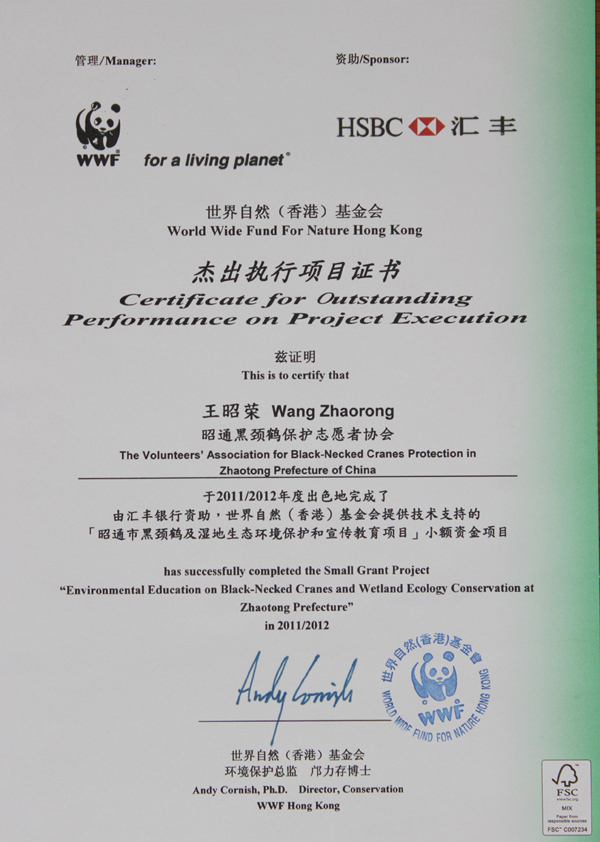 管理/Manager:
资助/Sponsor:
WWF for a living planet®
HSBC 汇丰
世界自然（香港）基金会
World Wide Fund For Nature Hong Kong
杰出执行项目证书
Certificate for Outstanding
Performance on Project Execution
兹证明
This is to certify that
王昭荣 Wang Zhaorong
昭通黑颈鹤保护志愿者协会
The Volunteers' Association for Black-Necked Cranes Protection in
Zhaotong Prefecture of China
于2011/2012年度出色地完成了
由汇丰银行资助，世界自然（香港）基金会提供技术支持的
「昭通市黑颈鹤及湿地生态环境保护和宣传教育项目」小额资金项目
has successfully completed the Small Grant Project
“Environmental Education on Black-Necked Cranes and Wetland Ecology Conservation at
Zhaotong Prefecture”
in 2011/2012
Andy Cornish
世界自然(香港)基金會
WWF
WORLD WIDE FUND FOR NATURE HONG KONG
世界自然（香港）基金会
环境保护总监 邝力存博士
Andy Cornish, Ph.D. Director, Conservation
WWF Hong Kong
FSC
www.fsc.org
MIX
Paper from
responsible sources
FSC® C007234